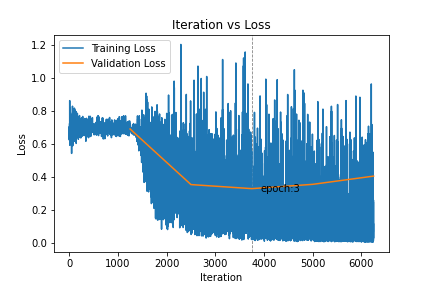 Iteration vs Loss
Training Loss
Validation Loss
1.2
1.0
0.8
0.6
0.4
0.2
0.0
Loss
epoch:3
0 1000 2000 3000 4000 5000 6000
Iteration